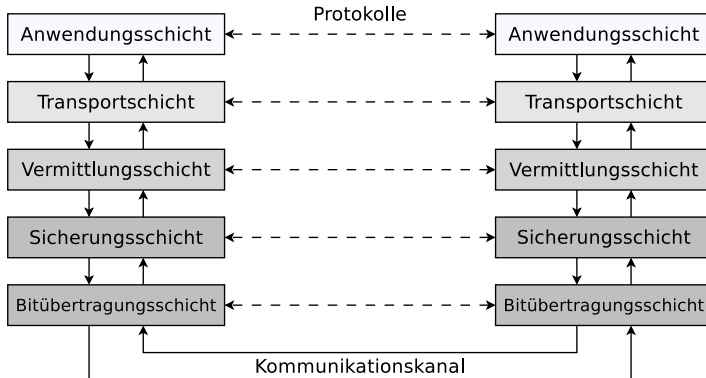 Protokolle
Anwendungsschicht Anwendungsschicht
Transportschicht Transportschicht
Vermittlungsschicht Vermittlungsschicht
Sicherungsschicht Sicherungsschicht
Bitübertragungsschicht Bitübertragungsschicht
Kommunikationskanal